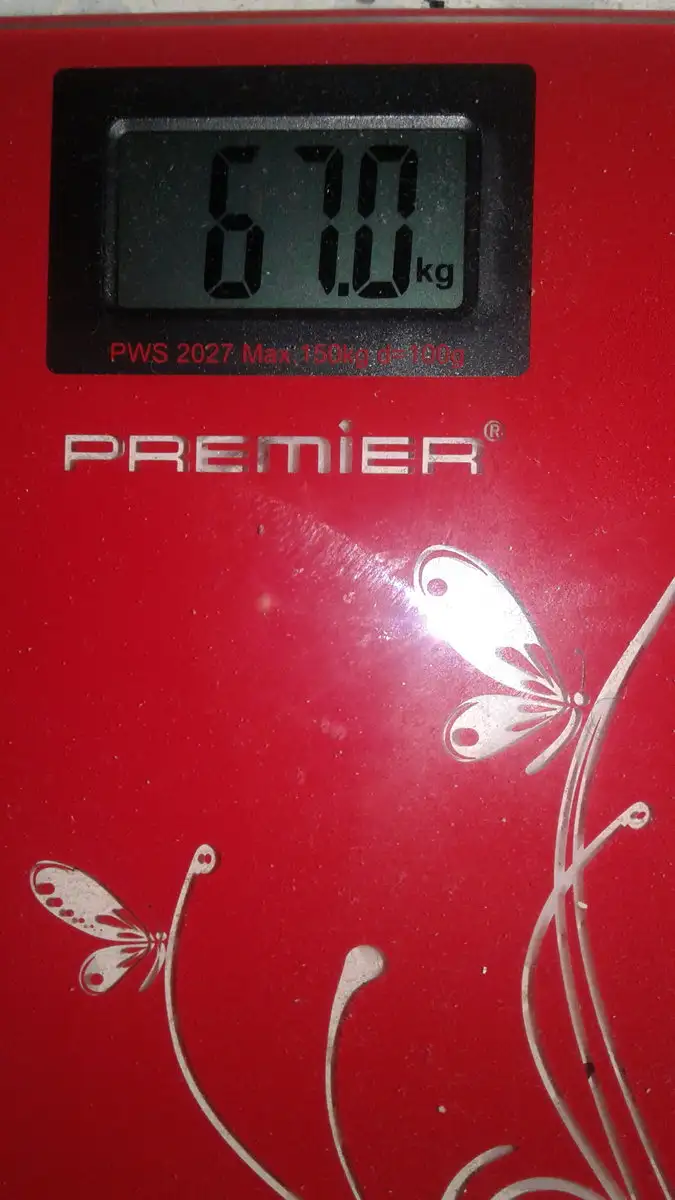 67.0 kg
PWS 2027 Max 150kg d=100g
PREMiER®